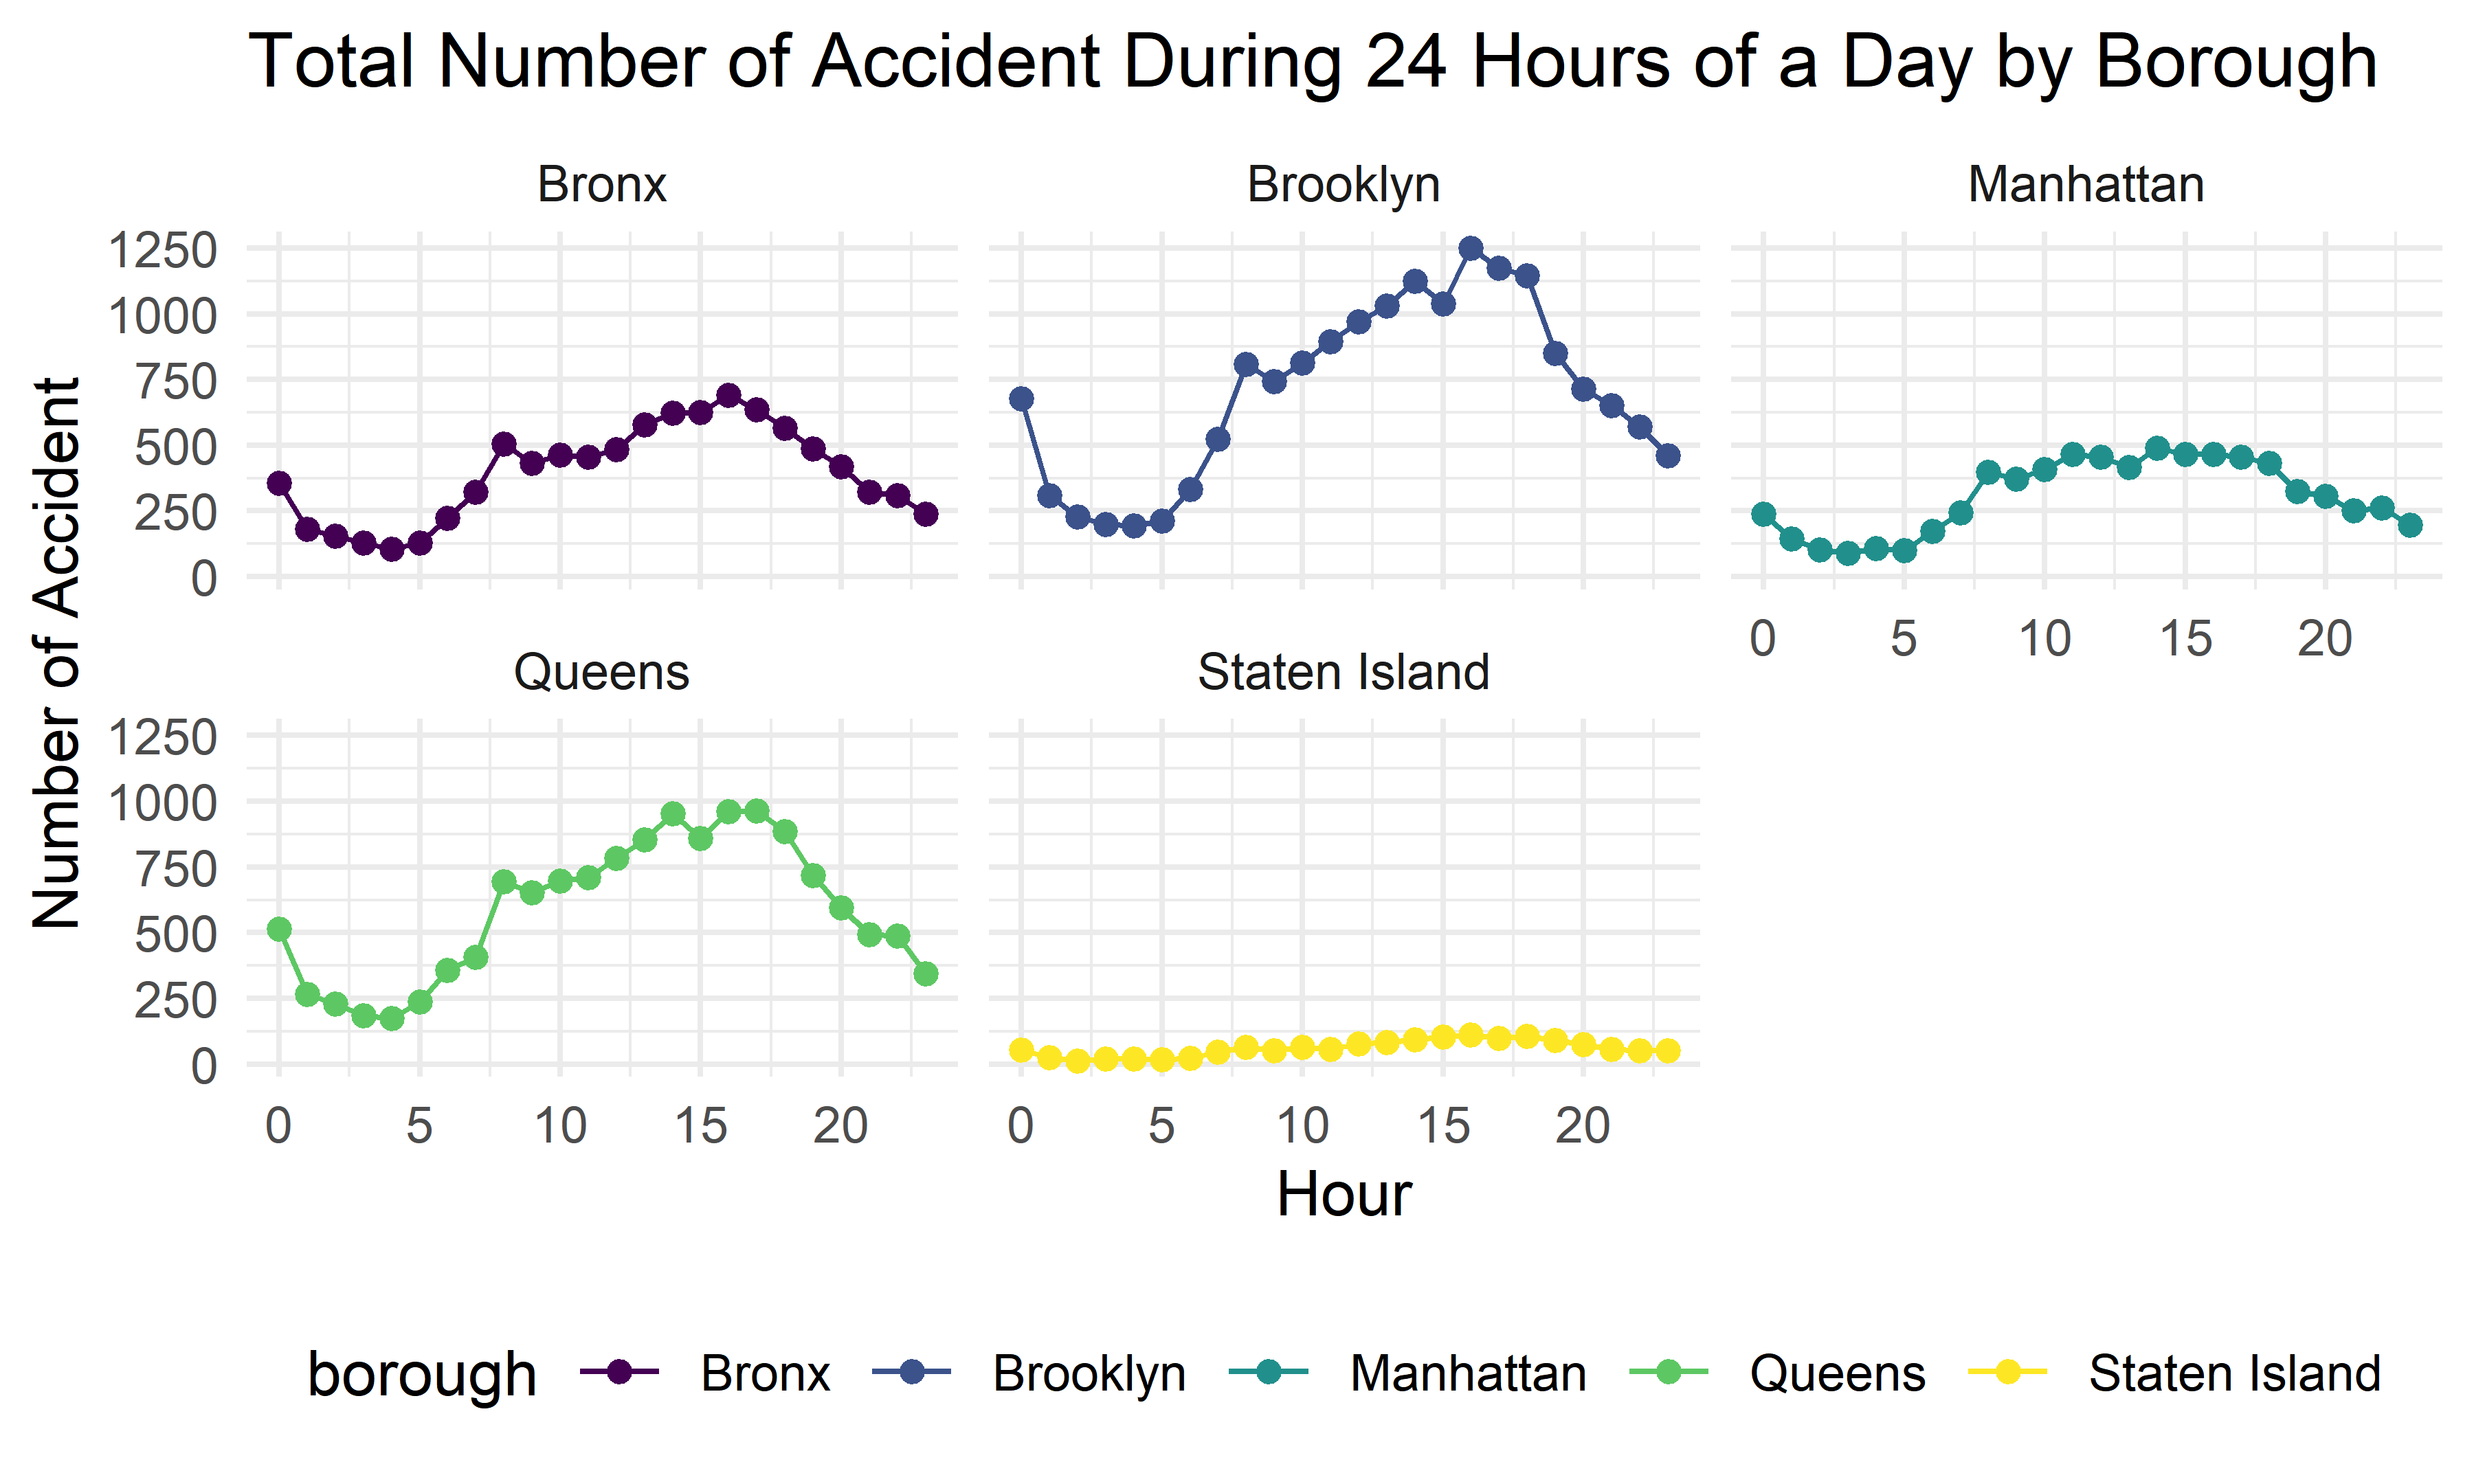 Total Number of Accident During 24 Hours of a Day by Borough
Bronx Brooklyn Manhattan
1250
1000
750
500
250
0
0 5 10 15 20
Number of Accident
Queens Staten Island
1250
1000
750
500
250
0
0 5 10 15 20 0 5 10 15 20
Hour
borough Bronx Brooklyn Manhattan Queens Staten Island